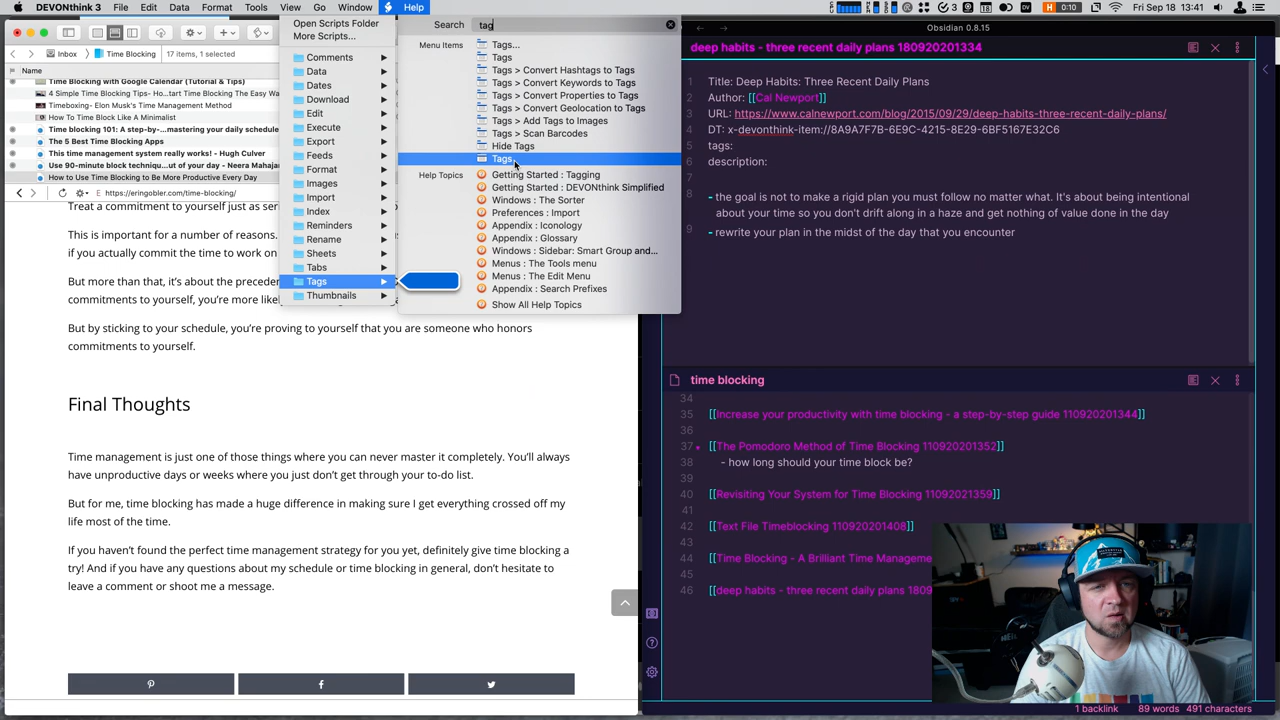 DEVONthink 3 File Edit Data Format Tools View Go Window Help
0:10 Fri Sep 18 13:41
Open Scripts Folder
More Scripts...
Search tag
Obsidian 0.8.15
Inbox Time Blocking 17 items, 1 selected
Name
Time Blocking with Google Calendar (Tutorial & Tips)
4 Simple Time Blocking Tips- Ho...tart Time Blocking The Easy Wa
Timeboxing- Elon Musk's Time Management Method
How To Time Block Like A Minimalist
Time blocking 101: A step-by-...mastering your daily schedule
The 5 Best Time Blocking Apps
This time management system really works! - Hugh Culver
Use 90-minute block techniqu...ut of your day - Neera Mahajan
How to Use Time Blocking to Be More Productive Every Day
https://eringobler.com/time-blocking/
Treat a commitment to yourself just as seri
This is important for a number of reasons.
if you actually commit the time to work on
But more than that, it's about the precede
commitments to yourself, you're more likel
But by sticking to your schedule, you're proving to yourself that you are someone who honors
commitments to yourself.
Final Thoughts
Time management is just one of those things where you can never master it completely. You'll always
have unproductive days or weeks where you just don't get through your to-do list.
But for me, time blocking has made a huge difference in making sure I get everything crossed off my
life most of the time.
If you haven't found the perfect time management strategy for you yet, definitely give time blocking a
try! And if you have any questions about my schedule or time blocking in general, don't hesitate to
leave a comment or shoot me a message.
Comments
Data
Dates
Download
Edit
Execute
Export
Feeds
Format
Images
Import
Index
Reminders
Rename
Sheets
Tabs
Tags
Thumbnails
Menu Items
Tags...
Tags
Tags > Convert Hashtags to Tags
Tags > Convert Keywords to Tags
Tags > Convert Properties to Tags
Tags > Convert Geolocation to Tags
Tags > Add Tags to Images
Tags > Scan Barcodes
Hide Tags
Tags
Help Topics
Getting Started : Tagging
Getting Started : DEVONthink Simplified
Windows : The Sorter
Preferences : Import
Appendix : Iconology
Appendix : Glossary
Windows : Sidebar: Smart Group and...
Menus : The Tools menu
Menus : The Edit Menu
Appendix : Search Prefixes
Show All Help Topics
deep habits - three recent daily plans 180920201334
1 Title: Deep Habits: Three Recent Daily Plans
2 Author: [[Cal Newport]]
3 URL: https://www.calnewport.com/blog/2015/09/29/deep-habits-three-recent-daily-plans/
4 DT: x-devonthink-item://8A9A7F7B-6E9C-4215-8E29-6BF5167E32C6
5 tags:
6 description:
7
8 - the goal is not to make a rigid plan you must follow no matter what. It's about being intentional
about your time so you don't drift along in a haze and get nothing of value done in the day
9 - rewrite your plan in the midst of the day that you encounter
time blocking
34
35 [[Increase your productivity with time blocking - a step-by-step guide 110920201344]]
36
37 [[The Pomodoro Method of Time Blocking 110920201352]]
38 - how long should your time block be?
39
40 [[Revisiting Your System for Time Blocking 11092021359]]
41
42 [[Text File Timeblocking 110920201408]]
43
44 [[Time Blocking - A Brilliant Time Manageme
45
46 [[deep habits - three recent daily plans 1809
1 backlink 89 words 491 characters